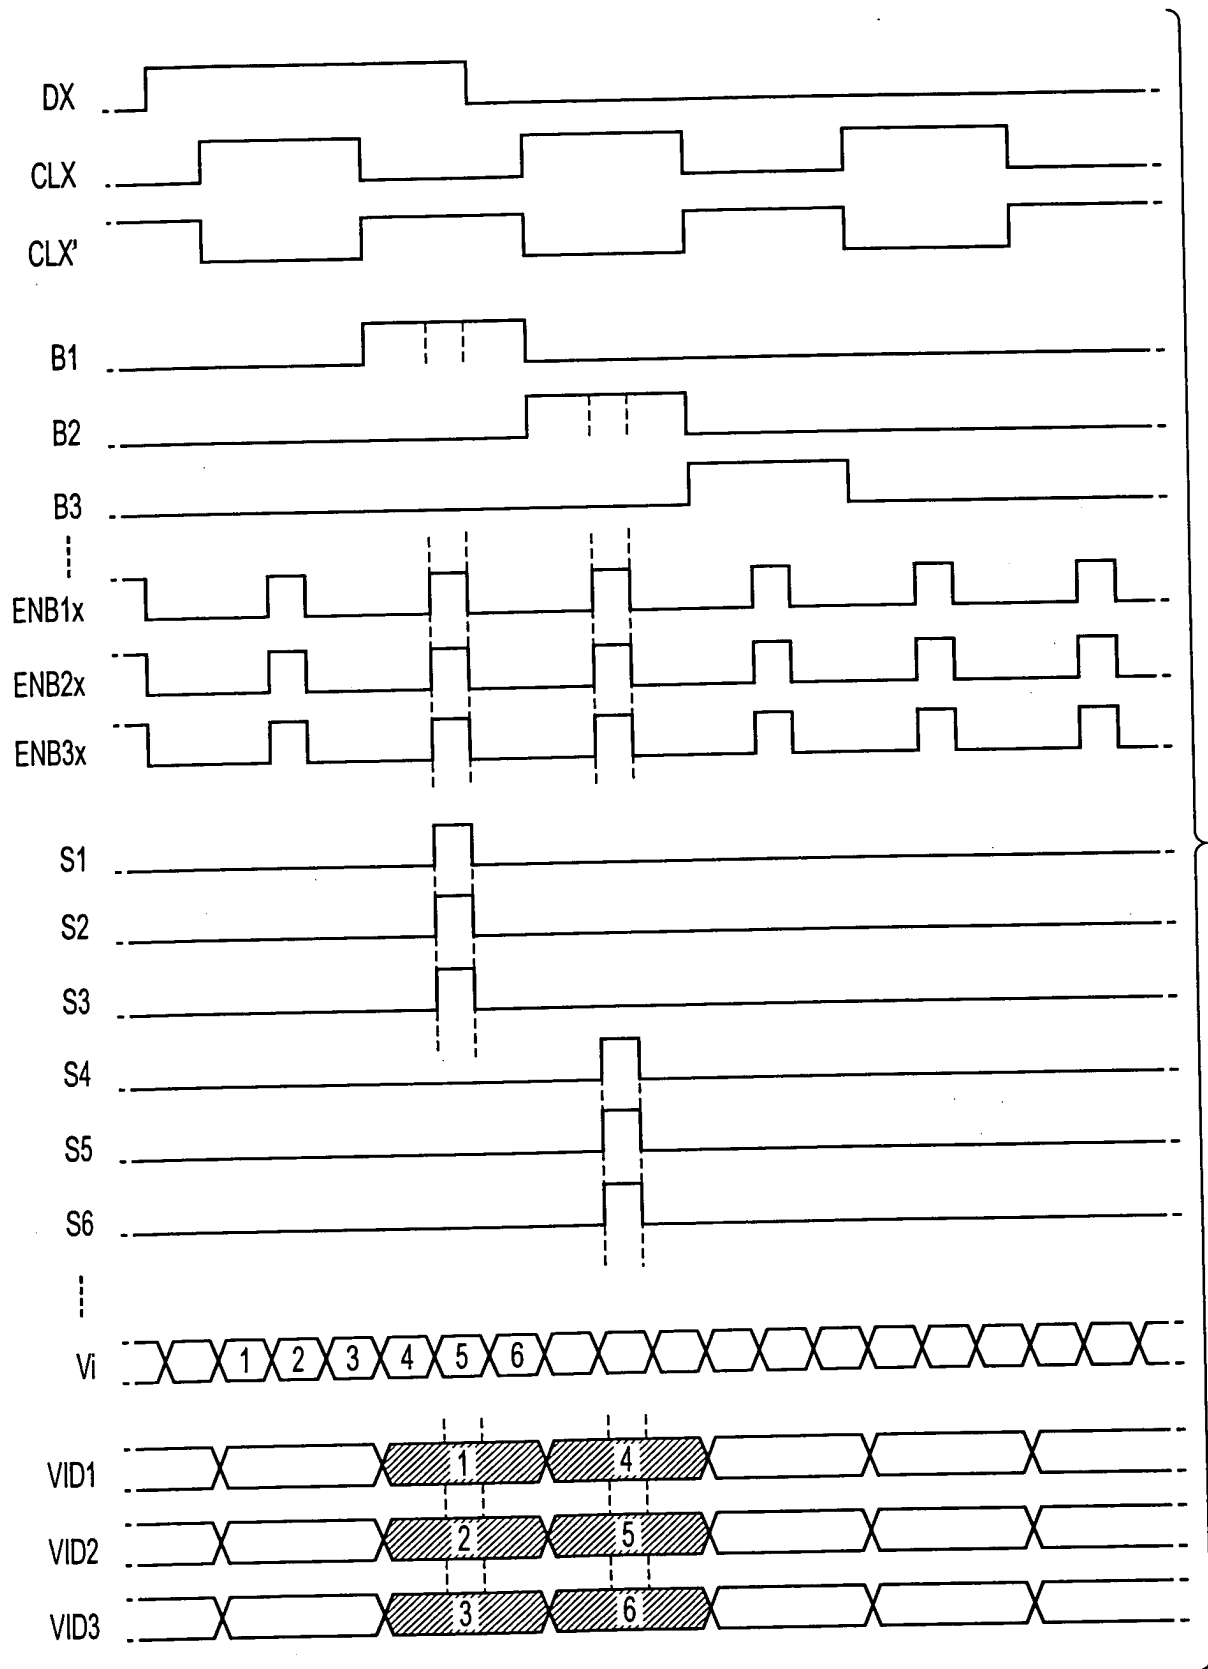 DX
CLX
CLX'
B1
B2
B3
ENB1x
ENB2x
ENB3x
S1
S2
S3
S4
S5
S6
Vi 1 2 3 4 5 6
VID1 1 4
VID2 2 5
VID3 3 6